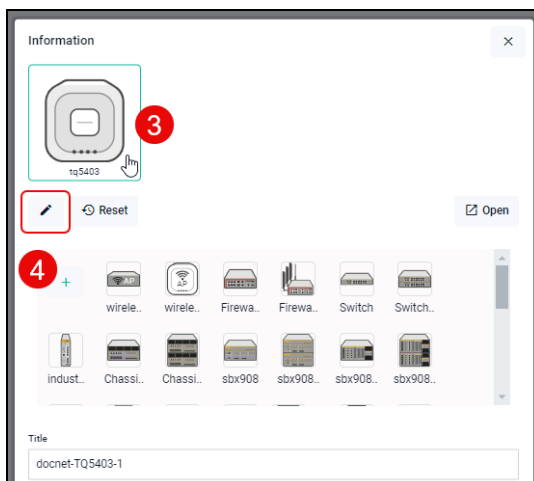 Information
×
3
tq5403
Reset
Open
4
+
AP
AP
wirele.. wirele.. Firewa.. Firewa.. Switch Switch..
indust.. Chassi.. Chassi.. sbx908 sbx908.. sbx908.. sbx908..
Title
docnet-TQ5403-1